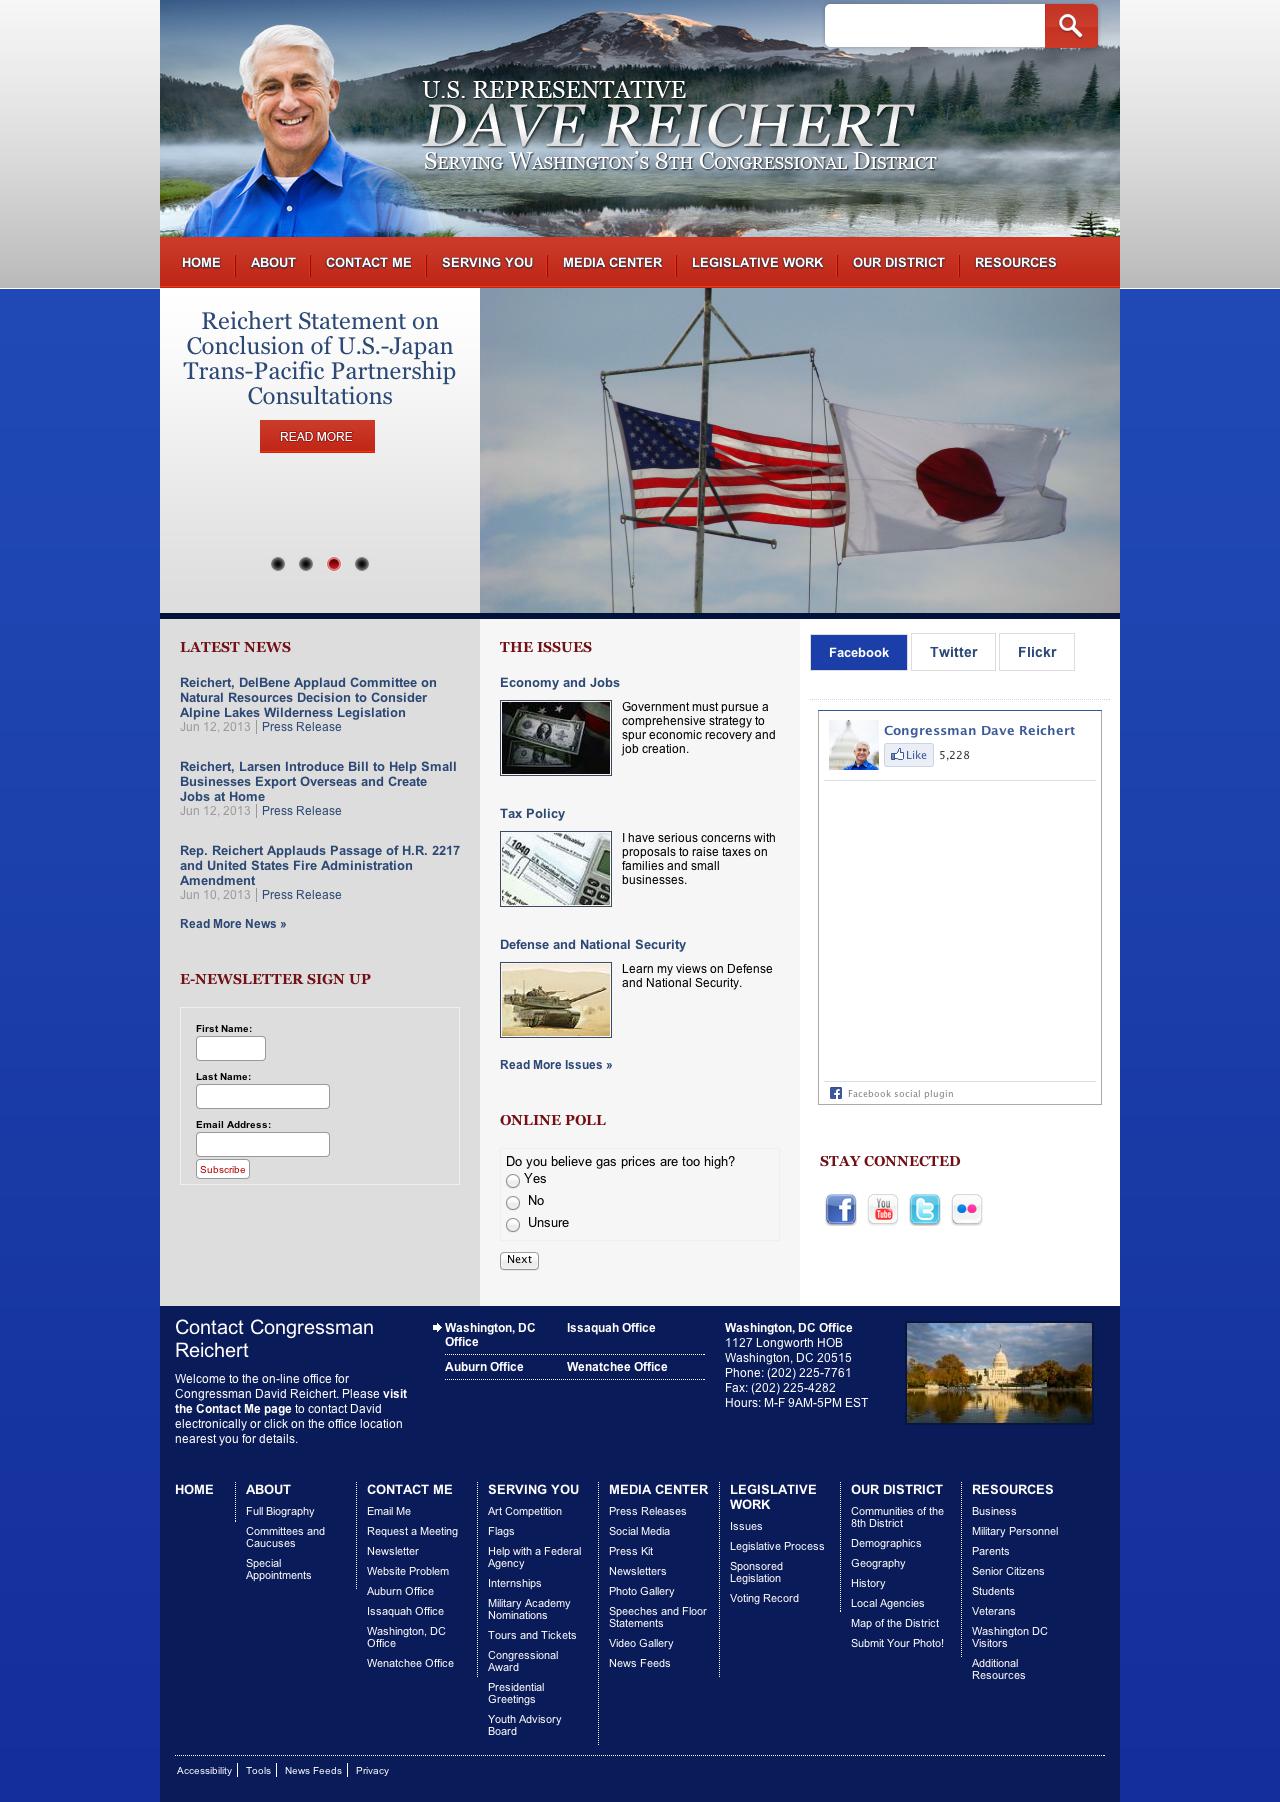 U.S. REPRESENTATIVE
DAVE REICHERT
SERVING WASHINGTON'S 8TH CONGRESSIONAL DISTRICT
HOME
ABOUT
CONTACT ME
SERVING YOU
MEDIA CENTER
LEGISLATIVE WORK
OUR DISTRICT
RESOURCES
Reichert Statement on
Conclusion of U.S.-Japan
Trans-Pacific Partnership
Consultations
READ MORE
LATEST NEWS
Reichert, DelBene Applaud Committee on
Natural Resources Decision to Consider
Alpine Lakes Wilderness Legislation
Jun 12, 2013 | Press Release
Reichert, Larsen Introduce Bill to Help Small
Businesses Export Overseas and Create
Jobs at Home
Jun 12, 2013 | Press Release
Rep. Reichert Applauds Passage of H.R. 2217
and United States Fire Administration
Amendment
Jun 10, 2013 | Press Release
Read More News »
E-NEWSLETTER SIGN UP
First Name:
Last Name:
Email Address:
Subscribe
THE ISSUES
Economy and Jobs
Government must pursue a
comprehensive strategy to
spur economic recovery and
job creation.
Tax Policy
1040
I have serious concerns with
proposals to raise taxes on
families and small
businesses.
Defense and National Security
Learn my views on Defense
and National Security.
Read More Issues »
ONLINE POLL
Do you believe gas prices are too high?
Yes
No
Unsure
Next
Facebook
Twitter
Flickr
Congressman Dave Reichert
Like
5,228
Facebook social plugin
STAY CONNECTED
You
Tube
Contact Congressman
Reichert
Welcome to the on-line office for
Congressman David Reichert. Please visit
the Contact Me page to contact David
electronically or click on the office location
nearest you for details.
Washington, DC
Office
Issaquah Office
Auburn Office
Wenatchee Office
Washington, DC Office
1127 Longworth HOB
Washington, DC 20515
Phone: (202) 225-7761
Fax: (202) 225-4282
Hours: M-F 9AM-5PM EST
HOME
ABOUT
Full Biography
Committees and
Caucuses
Special
Appointments
CONTACT ME
Email Me
Request a Meeting
Newsletter
Website Problem
Auburn Office
Issaquah Office
Washington, DC
Office
Wenatchee Office
SERVING YOU
Art Competition
Flags
Help with a Federal
Agency
Internships
Military Academy
Nominations
Tours and Tickets
Congressional
Award
Presidential
Greetings
Youth Advisory
Board
MEDIA CENTER
Press Releases
Social Media
Press Kit
Newsletters
Photo Gallery
Speeches and Floor
Statements
Video Gallery
News Feeds
LEGISLATIVE
WORK
Issues
Legislative Process
Sponsored
Legislation
Voting Record
OUR DISTRICT
Communities of the
8th District
Demographics
Geography
History
Local Agencies
Map of the District
Submit Your Photo!
RESOURCES
Business
Military Personnel
Parents
Senior Citizens
Students
Veterans
Washington DC
Visitors
Additional
Resources
Accessibility | Tools | News Feeds | Privacy